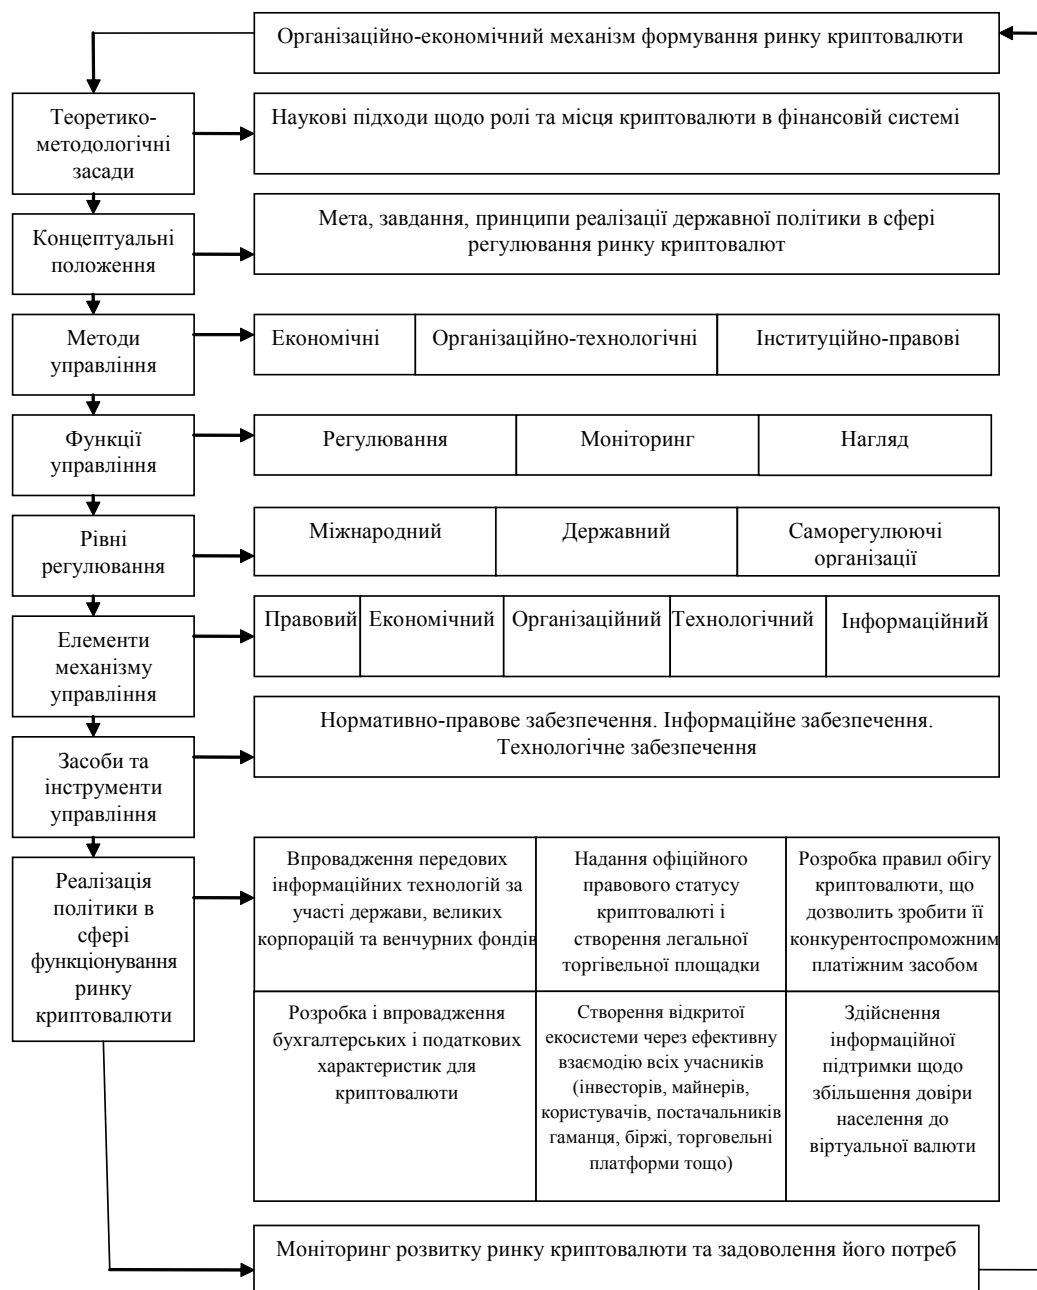 Організаційно-економічний механізм формування ринку криптовалюти
Теоретико-
методологічні
засади
Наукові підходи щодо ролі та місця криптовалюти в фінансовій системі
Концептуальні
положення
Мета, завдання, принципи реалізації державної політики в сфері
регулювання ринку криптовалют
Методи
управління
Економічні
Організаційно-технологічні
Інституційно-правові
Функції
управління
Регулювання
Моніторинг
Нагляд
Рівні
регулювання
Міжнародний
Державний
Саморегулюючі
організації
Елементи
механізму
управління
Правовий
Економічний
Організаційний
Технологічний
Інформаційний
Засоби та
інструменти
управління
Нормативно-правове забезпечення. Інформаційне забезпечення.
Технологічне забезпечення
Реалізація
політики в
сфері
функціонування
ринку
криптовалюти
Впровадження передових
інформаційних технологій за
участі держави, великих
корпорацій та венчурних фондів
Надання офіційного
правового статусу
криптовалюті і
створення легальної
торгівельної площадки
Розробка правил обігу
криптовалюти, що
дозволить зробити її
конкурентоспроможним
платіжним засобом
Розробка і впровадження
бухгалтерських і податкових
характеристик для
криптовалюти
Створення відкритої
екосистеми через ефективну
взаємодію всіх учасників
(інвесторів, майнерів,
користувачів, постачальників
гаманця, біржі, торговельні
платформи тощо)
Здійснення
інформаційної
підтримки щодо
збільшення довіри
населення до
віртуальної валюти
Моніторинг розвитку ринку криптовалюти та задоволення його потреб